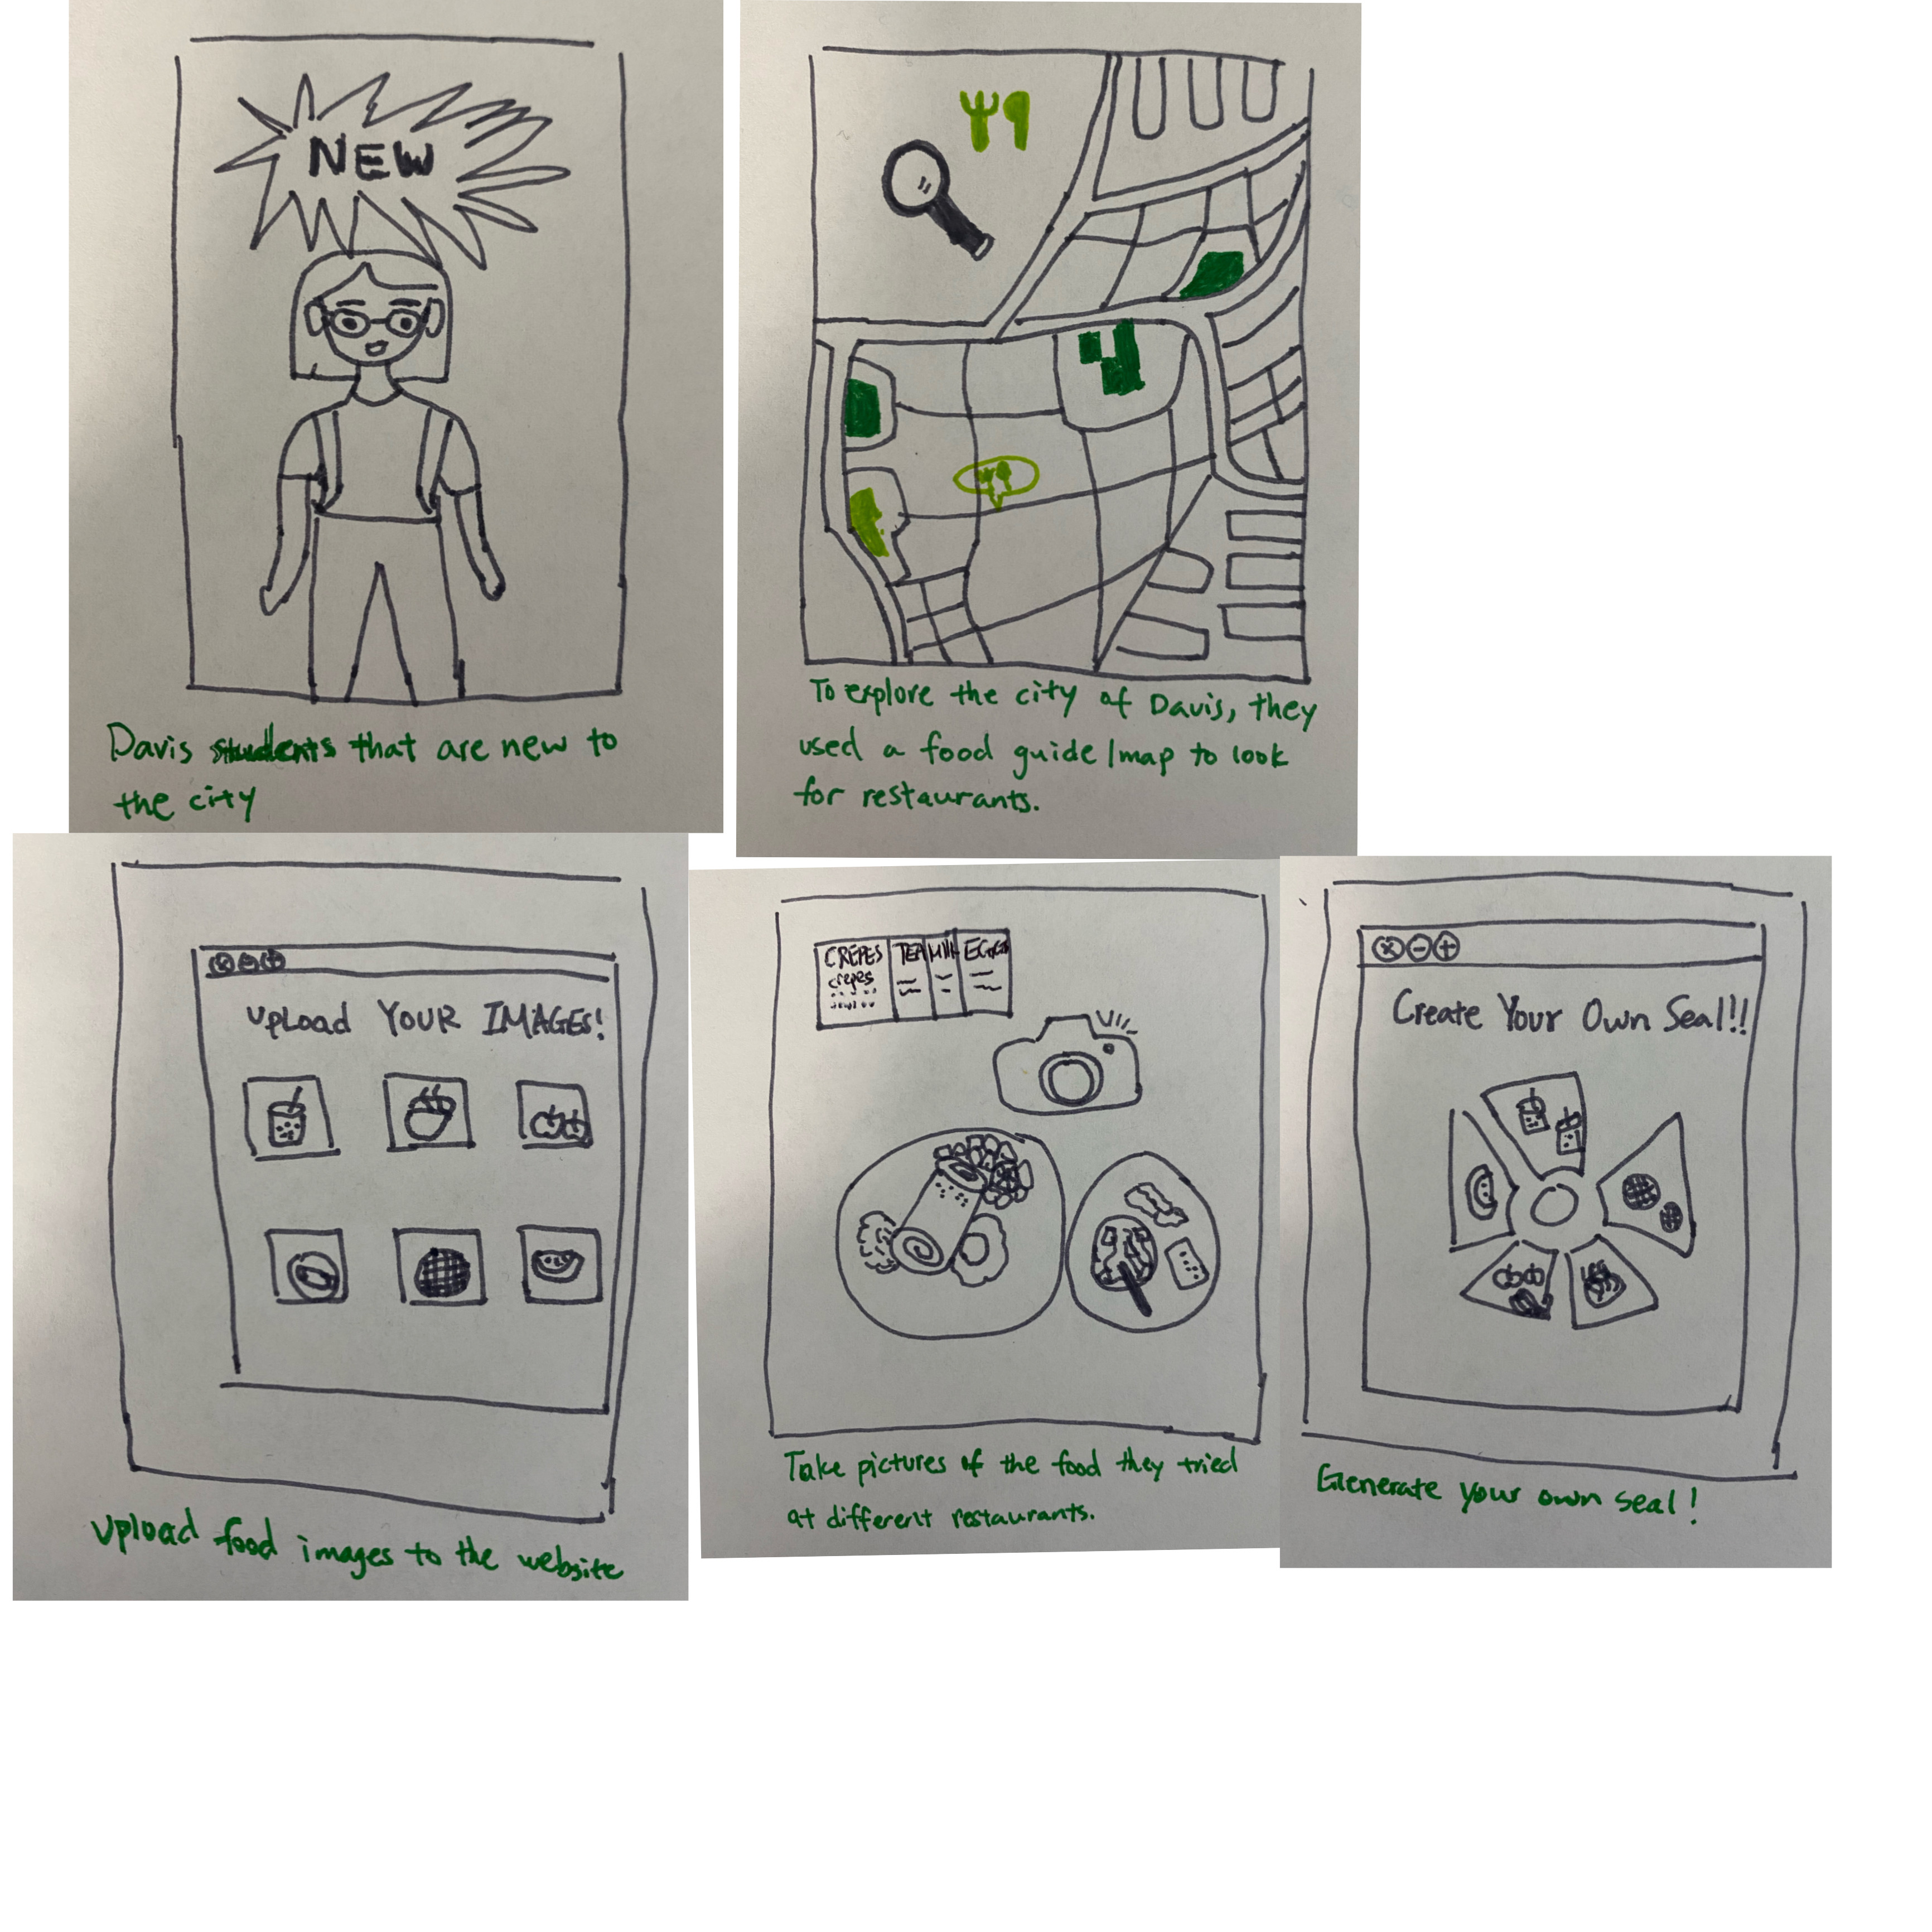 NEW
Davis students that are new to
the city
To explore the city of Davis, they
used a food guide/map to look
for restaurants.
UPLoad YOUR IMAGES!
Upload food images to the website
CREPES
crepes
TEA
Take pictures of the food they tried
at different restaurants.
Create Your Own Seal!!
Generate your own seal!